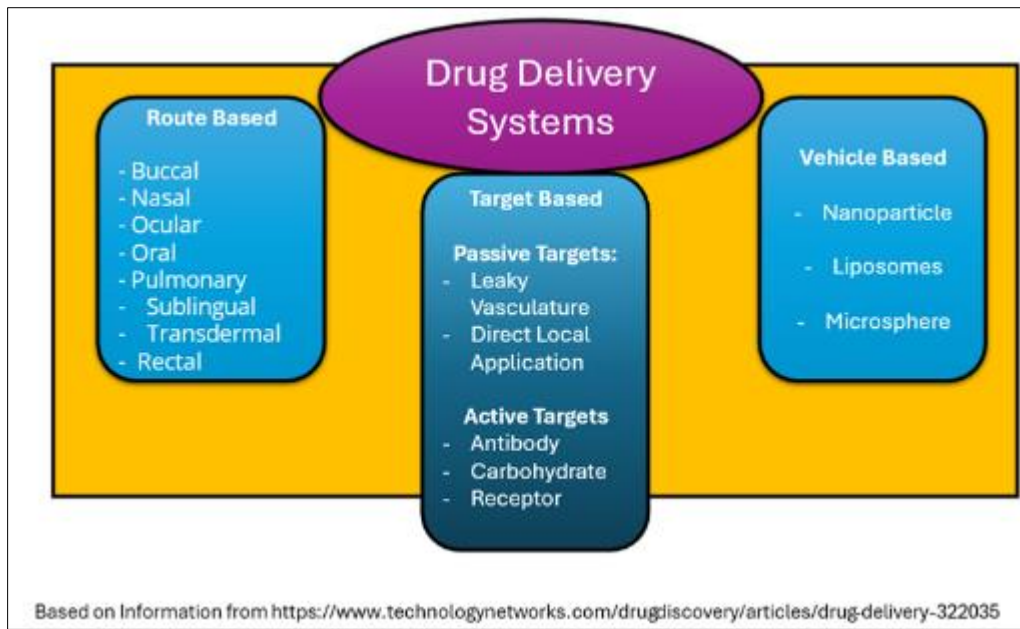 Drug Delivery
Systems
Route Based
- Buccal
- Nasal
- Ocular
- Oral
- Pulmonary
- Sublingual
- Transdermal
- Rectal
Target Based
Passive Targets:
- Leaky
Vasculature
- Direct Local
Application
Active Targets
- Antibody
- Carbohydrate
- Receptor
Vehicle Based
- Nanoparticle
- Liposomes
- Microsphere
Based on Information from https://www.technologynetworks.com/drugdiscovery/articles/drug-delivery-322035